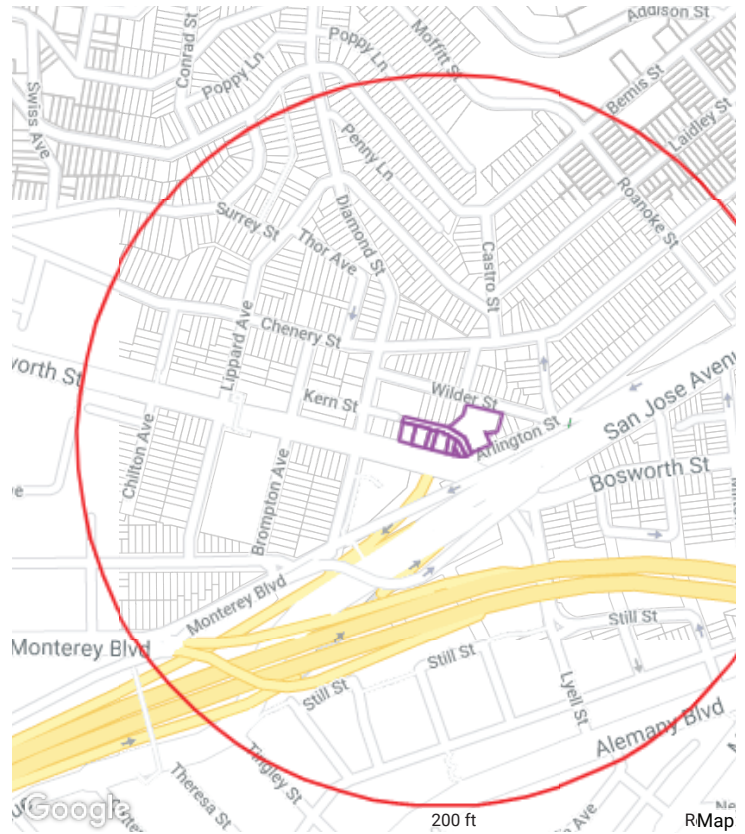 Addison St
Conrad St
Poppy Ln
Moffitt St
Poppy Ln
Swiss Ave
Bemis St
Laidley St
Penny Ln
Roanoke St
Surrey St
Diamond St
Thor Ave
Castro St
Lippard Ave
Chenery St
worth St
Kern St
Wilder St
San Jose Avenu
Arlington St
Bosworth St
Chilton Ave
Brompton Ave
Monterey Blvd
Monterey Blvd
Still St
Still St
Still St
Lyell St
Alemany Blvd
Tingley St
Theresa St
Google
200 ft
Map